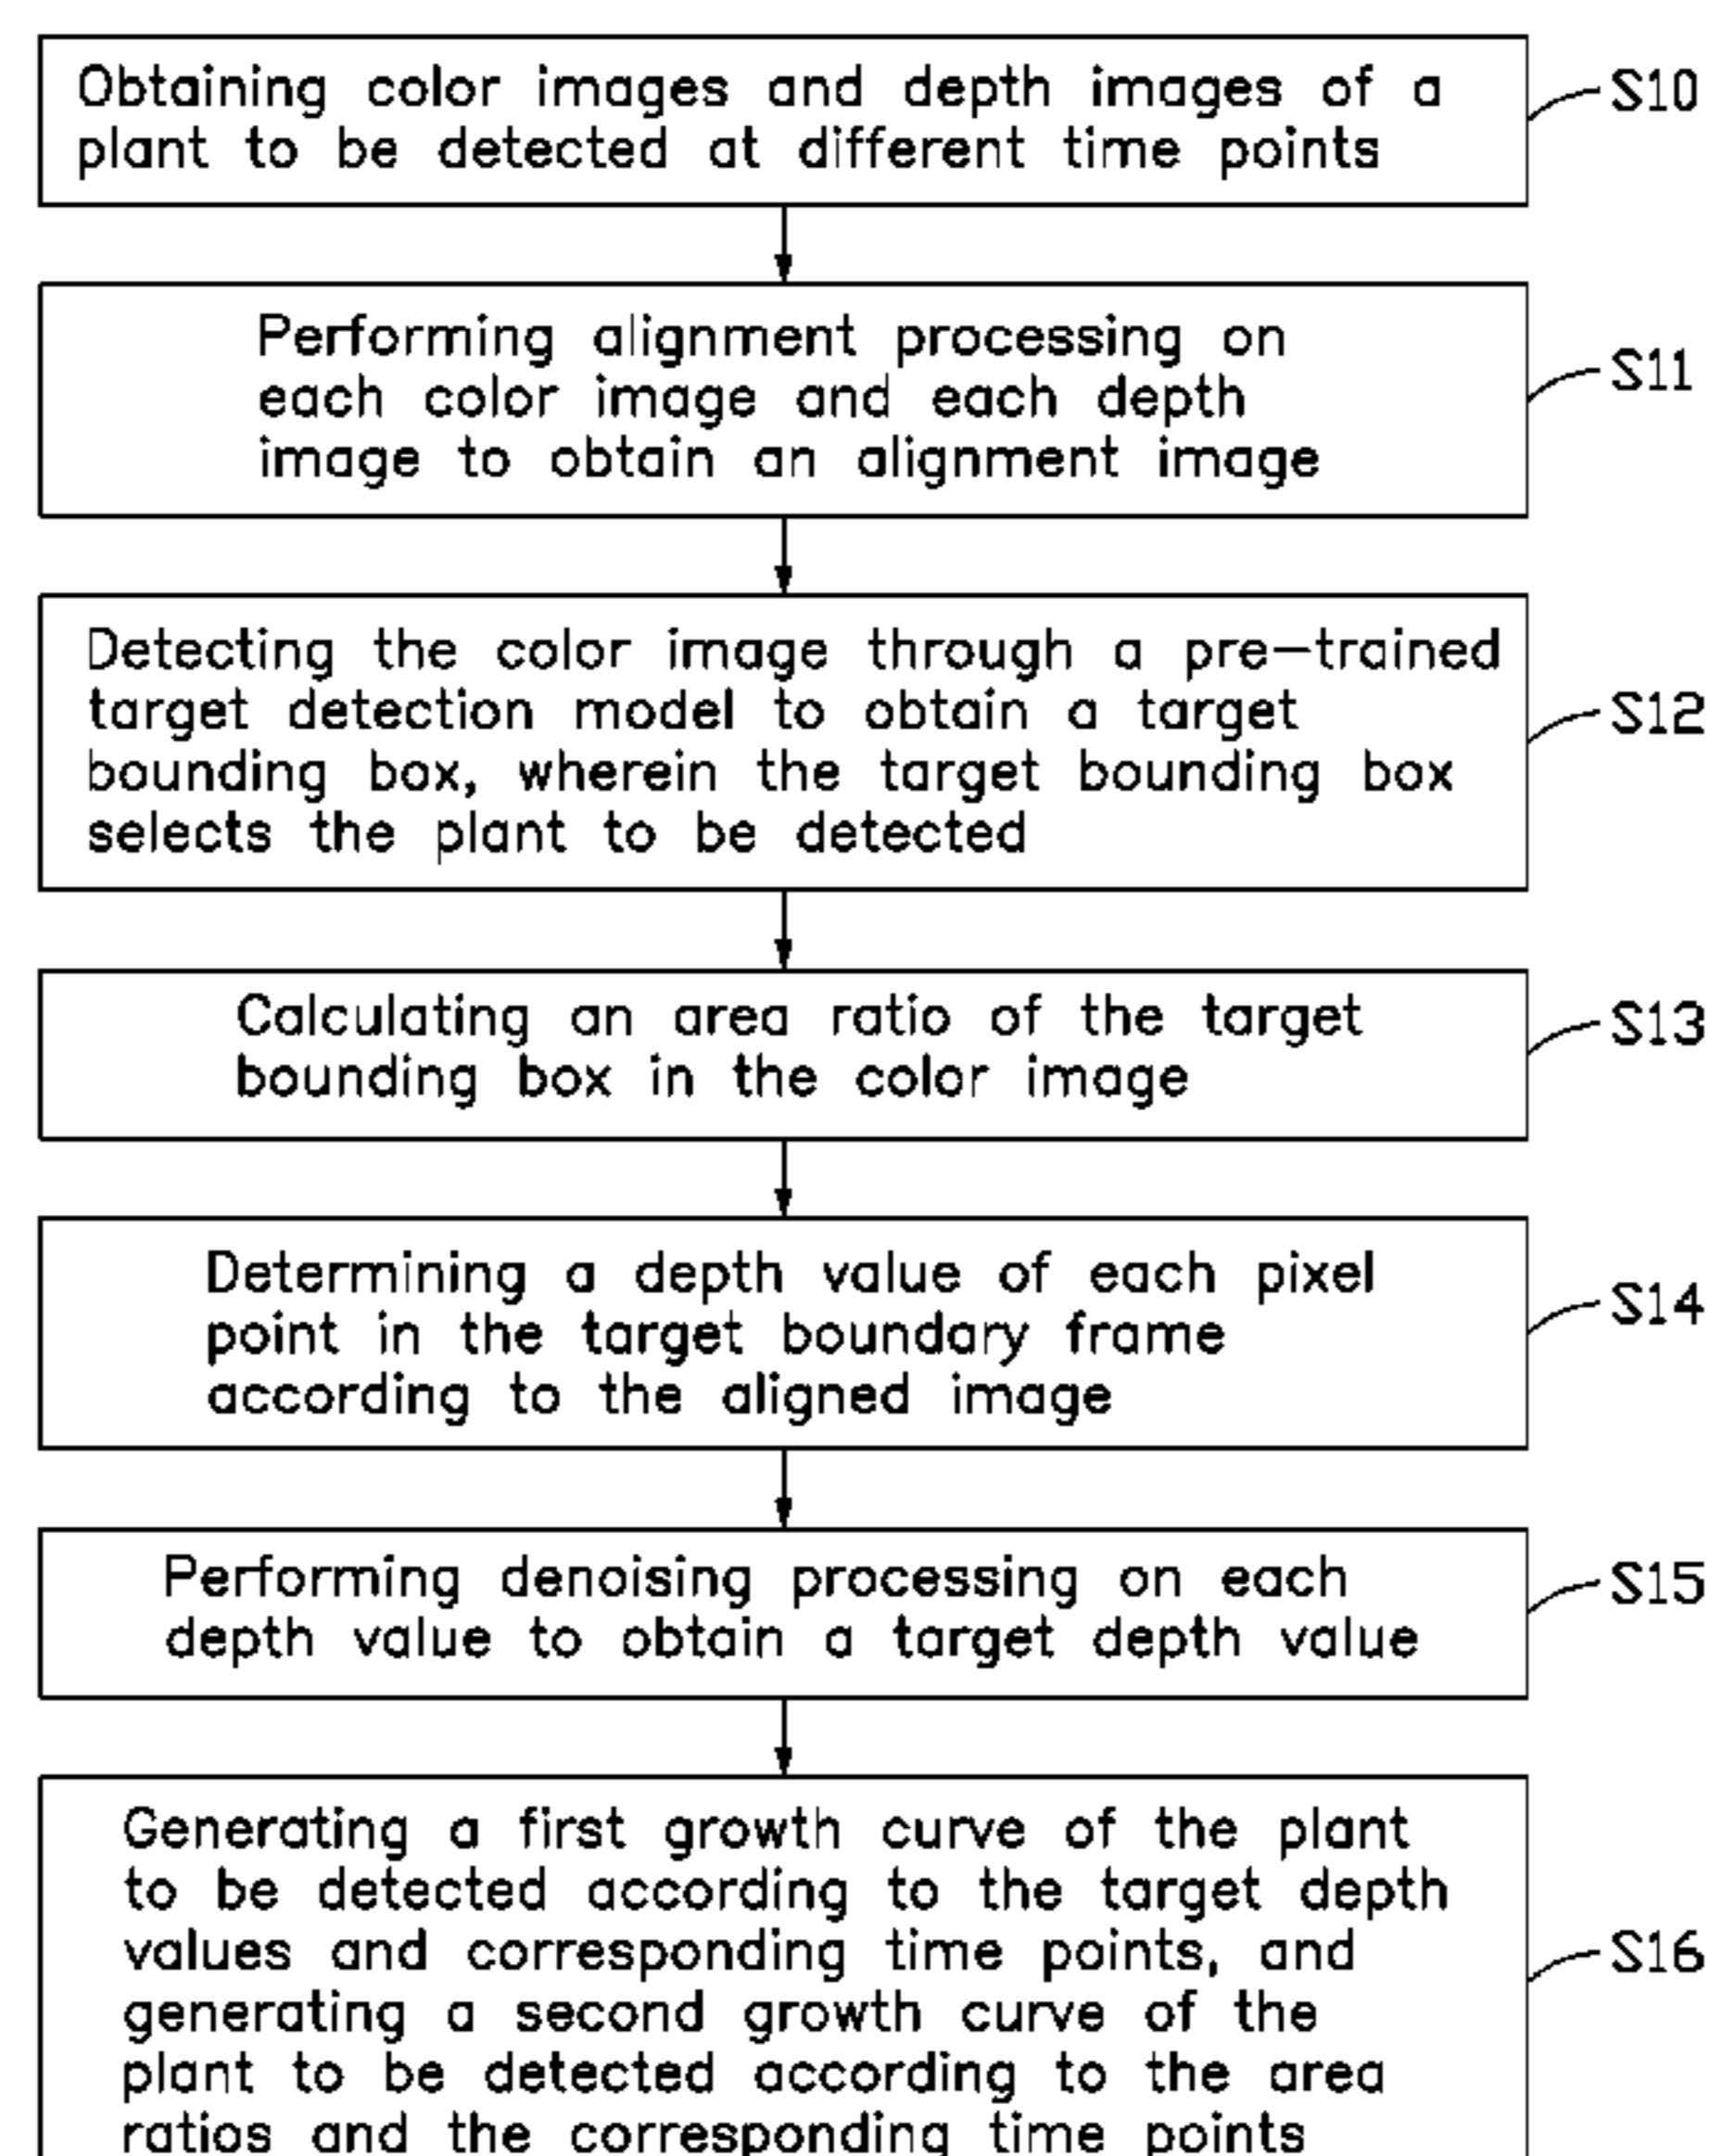 Obtaining color images and depth images of a
plant to be detected at different time points
S10
Performing alignment processing on
each color image and each depth
image to obtain an alignment image
S11
Detecting the color image through a pre-trained
target detection model to obtain a target
bounding box, wherein the target bounding box
selects the plant to be detected
S12
Calculating an area ratio of the target
bounding box in the color image
S13
Determining a depth value of each pixel
point in the target boundary frame
according to the aligned image
S14
Performing denoising processing on each
depth value to obtain a target depth value
S15
Generating a first growth curve of the plant
to be detected according to the target depth
values and corresponding time points, and
generating a second growth curve of the
plant to be detected according to the area
ratios and the corresponding time points
S16